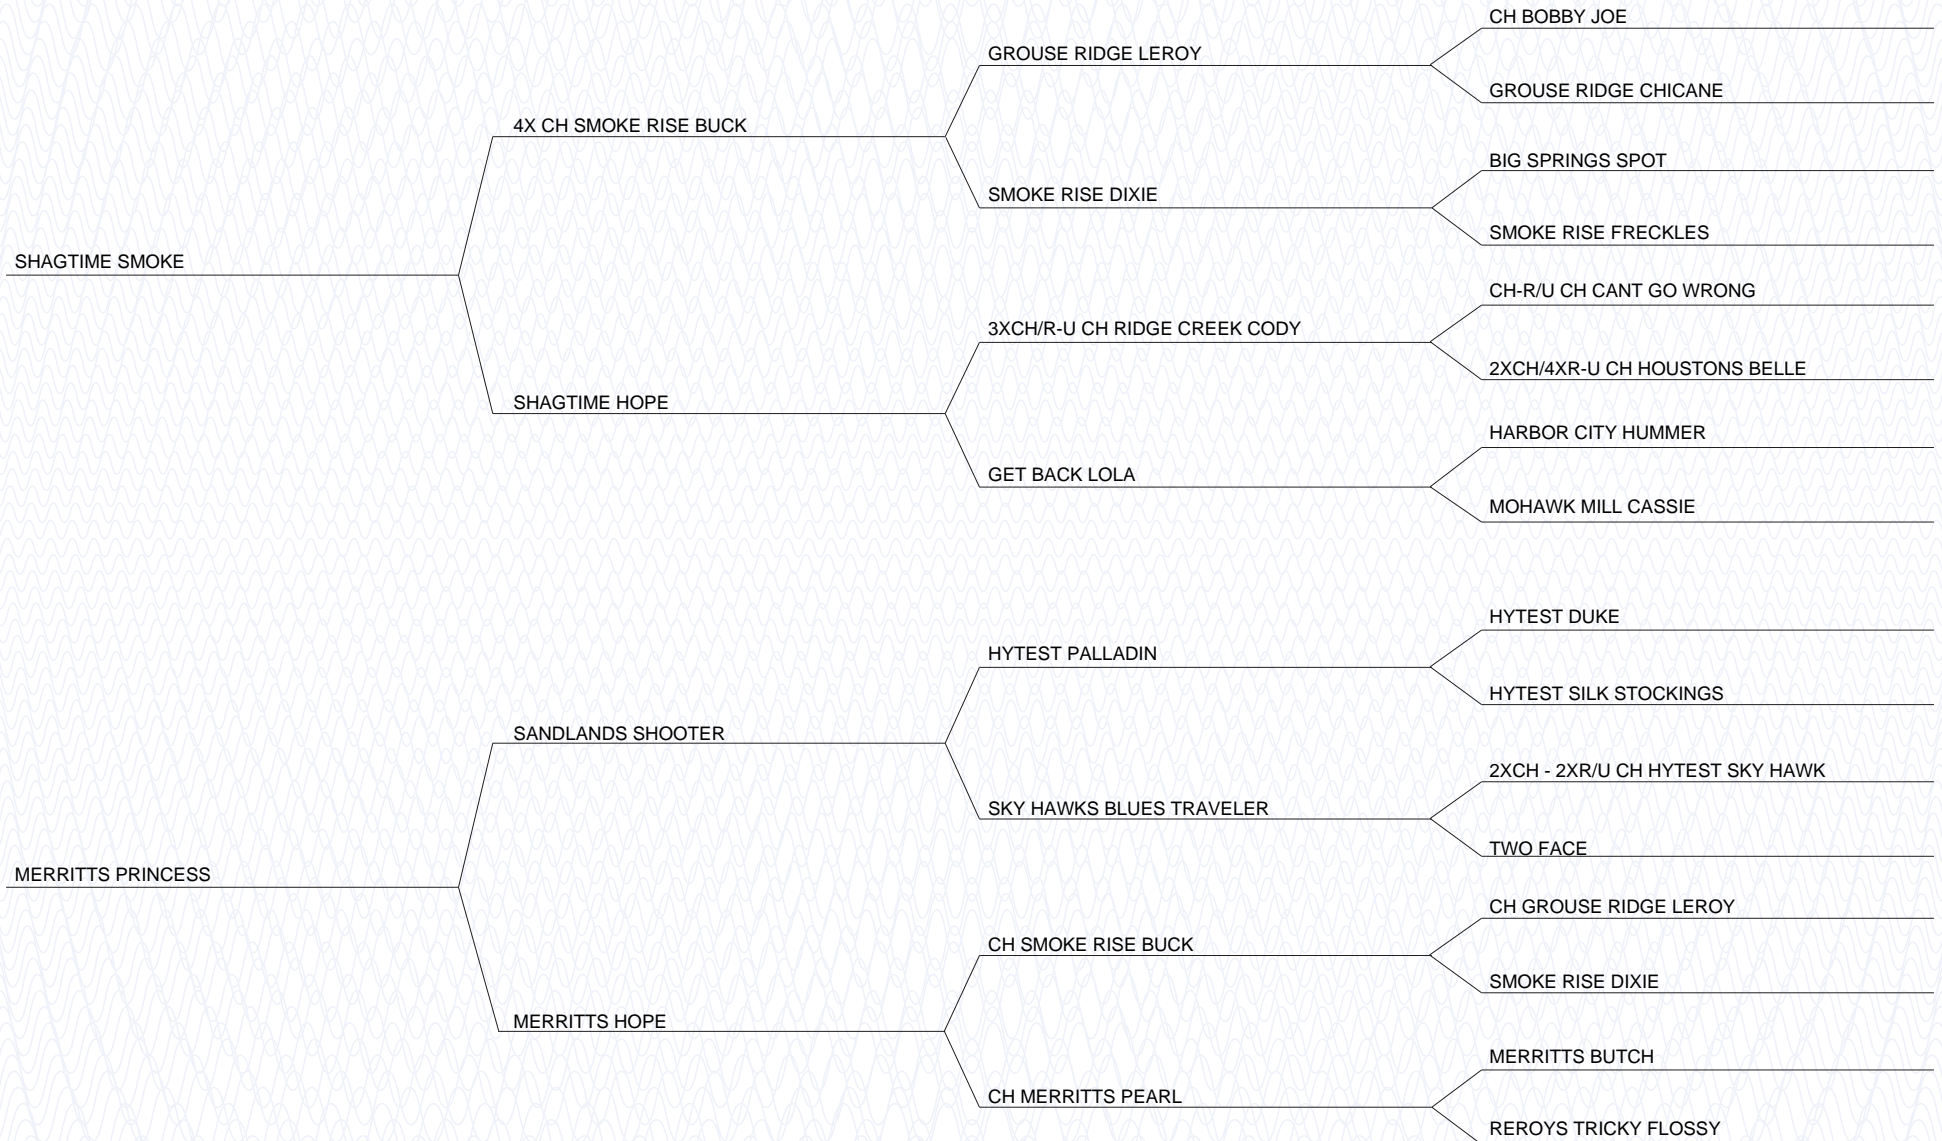 CH BOBBY JOE
GROUSE RIDGE LEROY
GROUSE RIDGE CHICANE
4X CH SMOKE RISE BUCK
BIG SPRINGS SPOT
SMOKE RISE DIXIE
SMOKE RISE FRECKLES
SHAGTIME SMOKE
CH-R/U CH CANT GO WRONG
3XCH/R-U CH RIDGE CREEK CODY
2XCH/4XR-U CH HOUSTONS BELLE
SHAGTIME HOPE
HARBOR CITY HUMMER
GET BACK LOLA
MOHAWK MILL CASSIE
HYTEST DUKE
HYTEST PALLADIN
HYTEST SILK STOCKINGS
SANDLANDS SHOOTER
2XCH - 2XR/U CH HYTEST SKY HAWK
SKY HAWKS BLUES TRAVELER
TWO FACE
MERRITTS PRINCESS
CH GROUSE RIDGE LEROY
CH SMOKE RISE BUCK
SMOKE RISE DIXIE
MERRITTS HOPE
MERRITTS BUTCH
CH MERRITTS PEARL
REROYS TRICKY FLOSSY